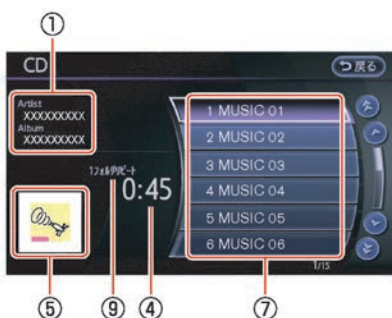 ①
CD
戻る
Artist
XXXXXXXXX
Album
XXXXXXXXX
1フォルダリピート
0:45
1 MUSIC 01
2 MUSIC 02
3 MUSIC 03
4 MUSIC 04
5 MUSIC 05
6 MUSIC 06
1/15
⑤
⑨
④
⑦